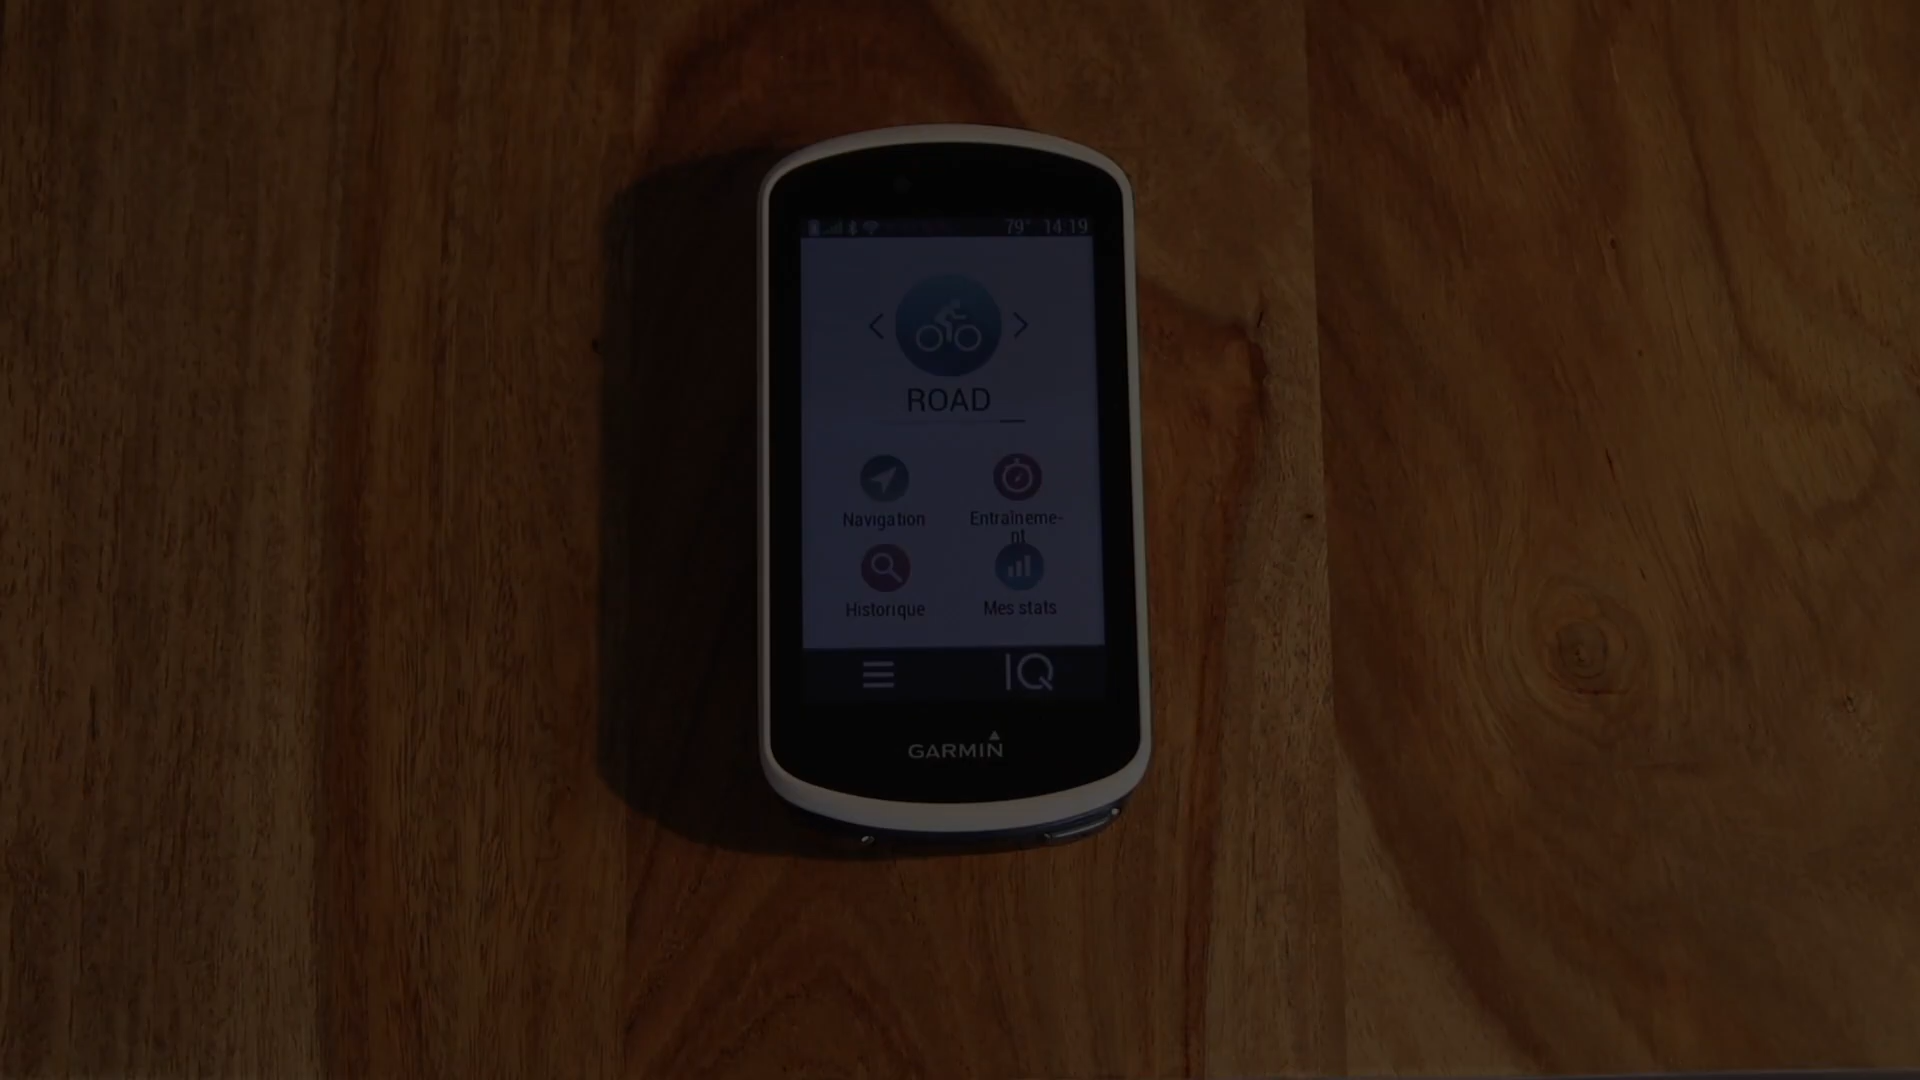 79° 14:19
ROAD
Navigation
Entraîneme-
nt
Historique
Mes stats
IQ
GARMIN